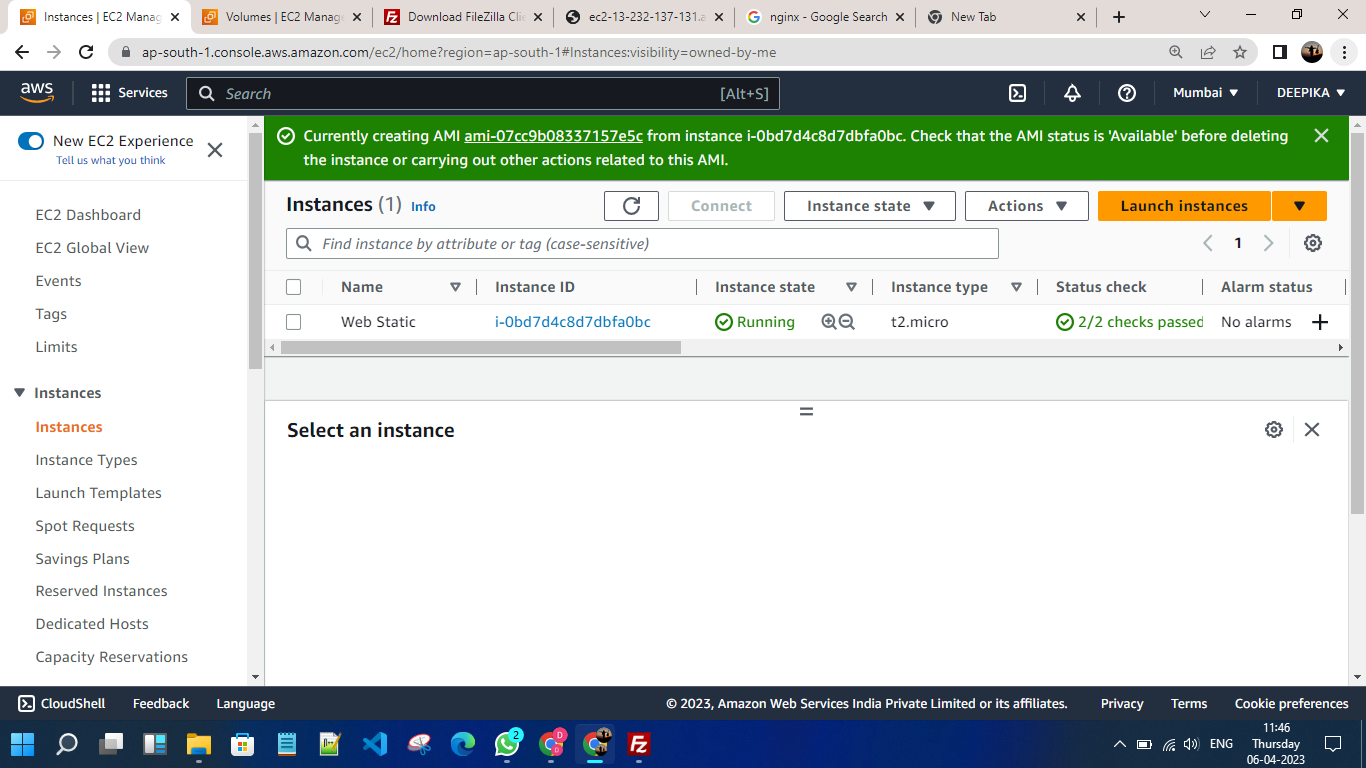 Instances | EC2 Manag
Volumes | EC2 Manage
Download FileZilla Clie
ec2-13-232-137-131.a
nginx - Google Search
New Tab
ap-south-1.console.aws.amazon.com/ec2/home?region=ap-south-1#Instances:visibility=owned-by-me
aws
Services
Search
[Alt+S]
Mumbai
DEEPIKA
New EC2 Experience
Tell us what you think
EC2 Dashboard
EC2 Global View
Events
Tags
Limits
Instances
Instances
Instance Types
Launch Templates
Spot Requests
Savings Plans
Reserved Instances
Dedicated Hosts
Capacity Reservations
Currently creating AMI ami-07cc9b08337157e5c from instance i-0bd7d4c8d7dbfa0bc. Check that the AMI status is 'Available' before deleting
the instance or carrying out other actions related to this AMI.
Instances (1) Info
Connect
Instance state
Actions
Launch instances
Find instance by attribute or tag (case-sensitive)
1
Name
Instance ID
Instance state
Instance type
Status check
Alarm status
Web Static
i-0bd7d4c8d7dbfa0bc
Running
t2.micro
2/2 checks passed
No alarms
Select an instance
CloudShell
Feedback
Language
© 2023, Amazon Web Services India Private Limited or its affiliates.
Privacy
Terms
Cookie preferences
2
D
D
Fz
ENG
11:46
Thursday
06-04-2023